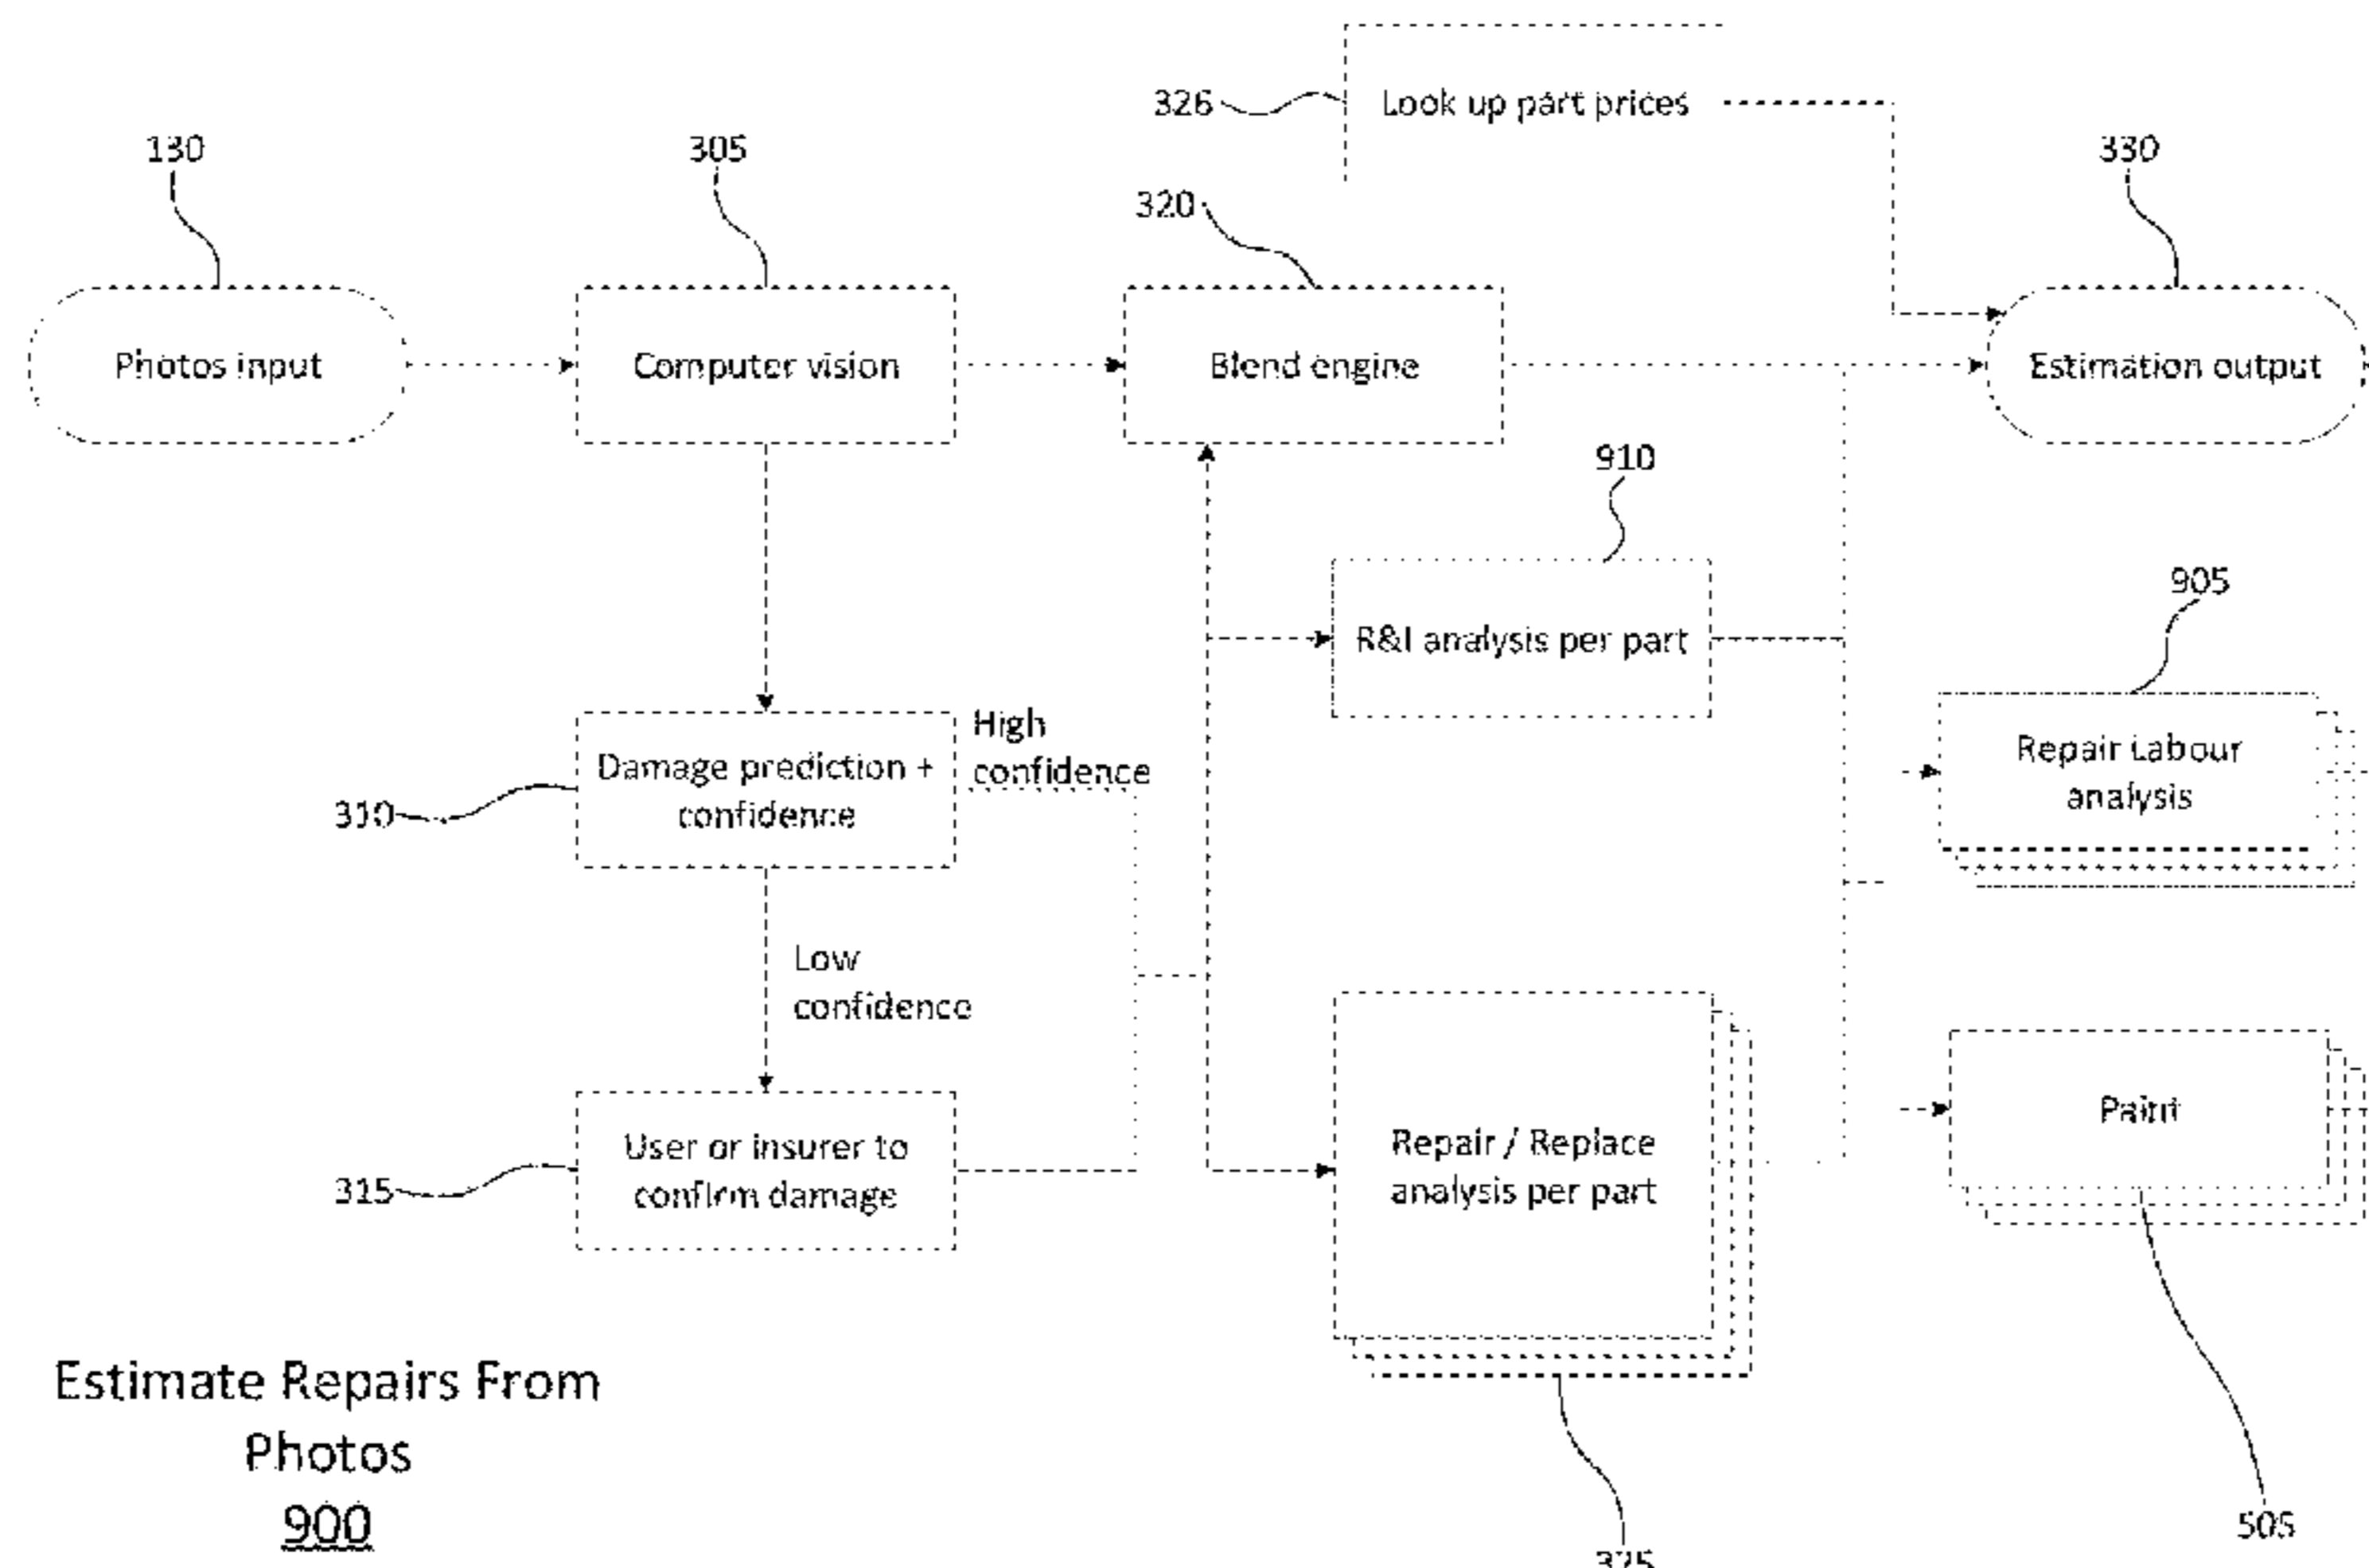 326
Look up part prices
130
305
330
320
Photos input
Computer vision
Blend engine
Estimation output
910
905
R&I analysis per part
High
confidence
Damage prediction +
confidence
Repair Labour
analysis
310
Low
confidence
315
User or insurer to
confirm damage
Repair / Replace
analysis per part
Paint
Estimate Repairs From
Photos
900
505
325